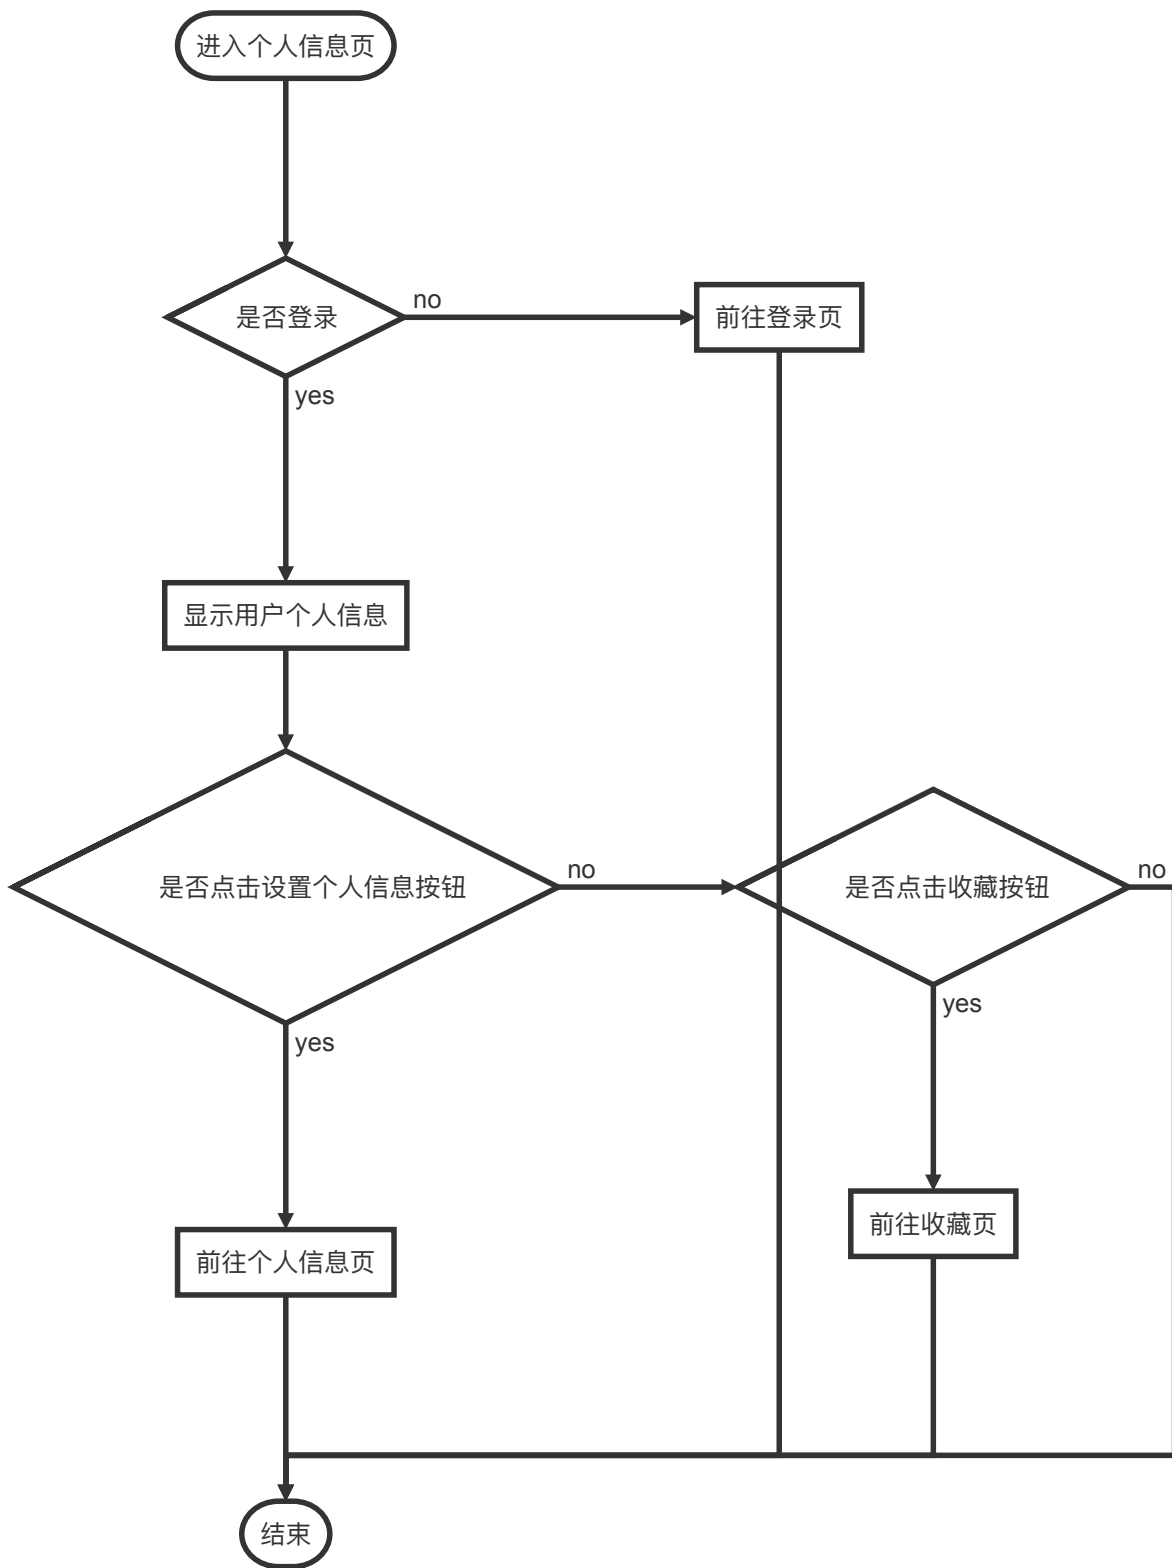 进入个人信息页
是否登录
no
前往登录页
yes
显示用户个人信息
是否点击设置个人信息按钮
no
是否点击收藏按钮
no
yes
yes
前往收藏页
前往个人信息页
结束